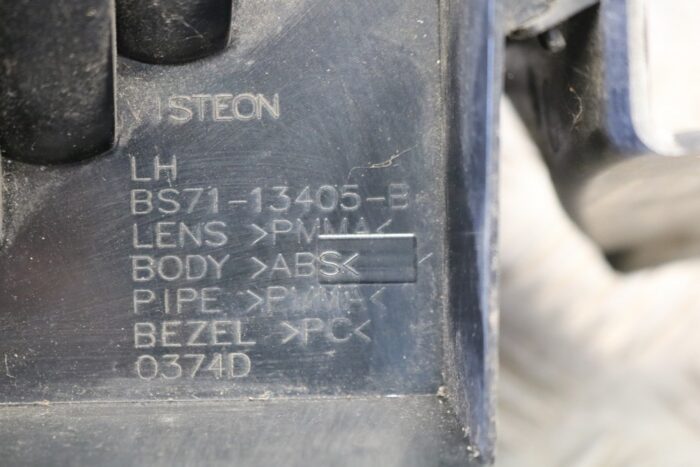 VISTEON
LH
BS71-13405-B
LENS >PMMA<
BODY >ABS< <
PIPE >PMMA<
BEZEL >PC<
0374D